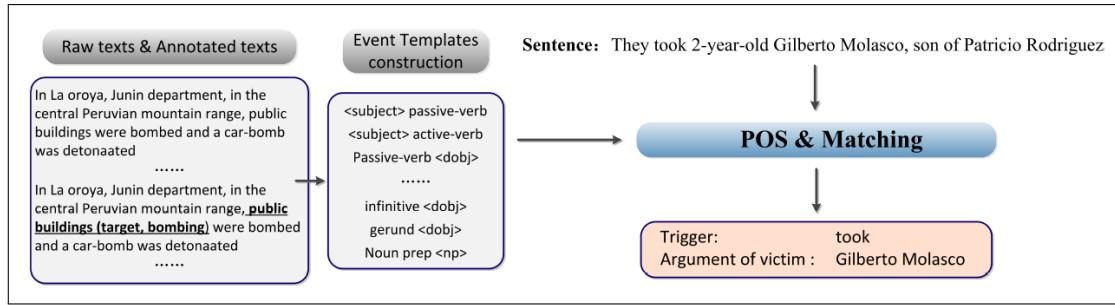 Raw texts & Annotated texts
In La oroya, Junin department, in the
central Peruvian mountain range, public
buildings were bombed and a car-bomb
was detonaated
......
In La oroya, Junin department, in the
central Peruvian mountain range, public
buildings (target, bombing) were bombed
and a car-bomb was detonaated
......
Event Templates
construction
<subject> passive-verb
<subject> active-verb
Passive-verb <dobj>
......
infinitive <dobj>
gerund <dobj>
Noun prep <np>
Sentence: They took 2-year-old Gilberto Molasco, son of Patricio Rodriguez
POS & Matching
Trigger: took
Argument of victim : Gilberto Molasco